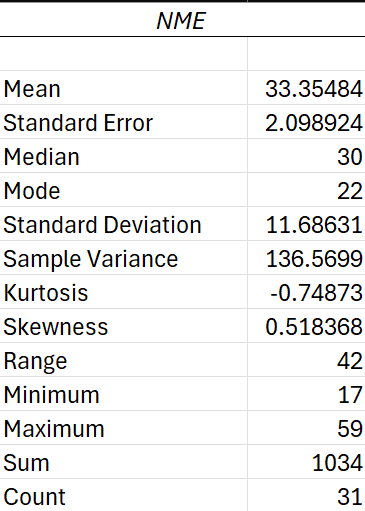 NME
Mean 33.35484
Standard Error 2.098924
Median 30
Mode 22
Standard Deviation 11.68631
Sample Variance 136.5699
Kurtosis -0.74873
Skewness 0.518368
Range 42
Minimum 17
Maximum 59
Sum 1034
Count 31